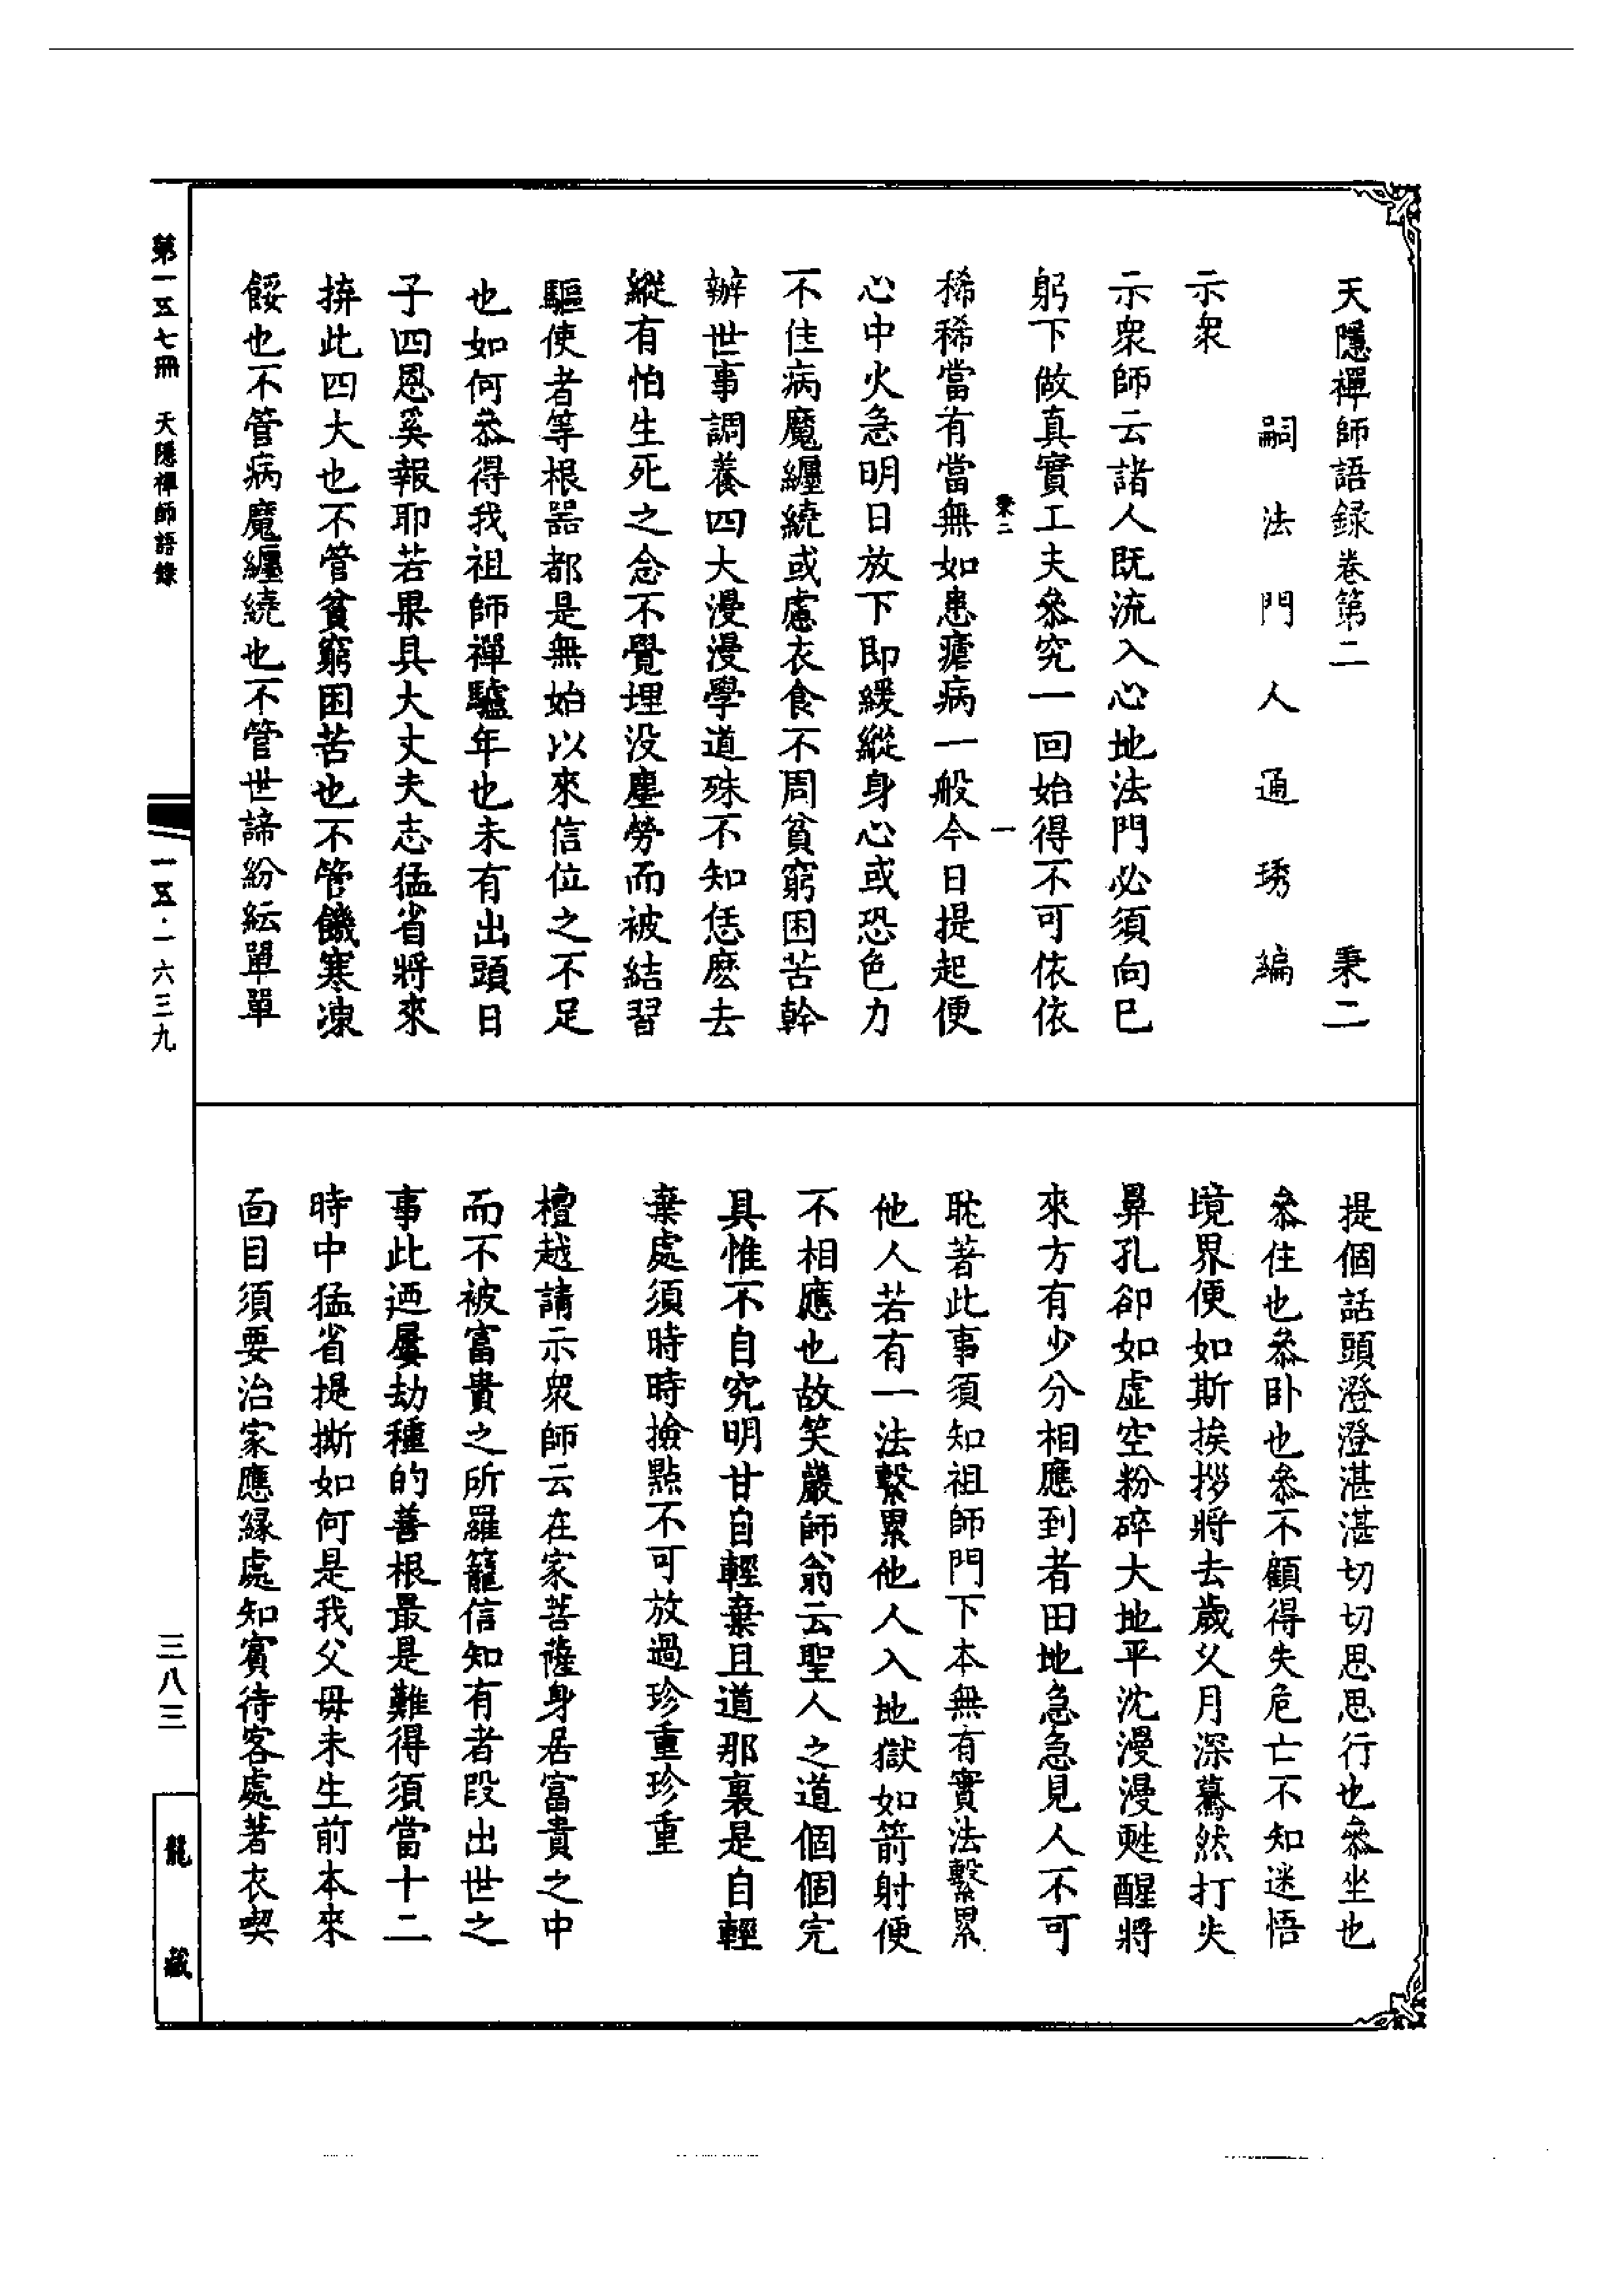 天隱禪師語録卷第二　秉二
嗣法門人通琇編
示衆
示衆師云諸人既流入心地法門必須向已
躬下做真實工夫叅究一回始得不可依依
秉二　一
稀稀當有當無如患瘧病一般今日提起便
心中火急明日放下即緩縱身心或恐色力
不佳病魔纏繞或慮衣食不周貧窮困苦幹
辦世事調養四大漫漫學道殊不知恁麽去
縱有怕生死之念不覺埋没塵勞而被結習
驅使者等根噐都是無始以來信位之不足
也如何叅得我祖師禪驢年也未有出頭日
子四恩奚報耶若果具大丈夫志猛省將來
拚此四大也不管貧窮困苦也不管饑寒凍
餒也不管病魔纏繞也不管世諦紛紜單單
提個話頭澄澄湛湛切切思思行也叅坐也
叅住也叅卧也叅不顧得失危亡不知迷悟
境界便如斯挨拶將去歲乆月深驀然打失
鼻孔卻如虚空粉碎大地平沈漫漫甦醒將
來方有少分相應到者田地急急見人不可
耽著此事須知祖師門下本無有實法繫累
他人若有一法繫累他人入地獄如箭射便
不相應也故笑巖師翁云聖人之道個個完
具惟不自究明甘自輕棄且道那裏是自輕
棄處須時時撿點不可放過珍重珍重
檀越請示衆師云在家菩薩身居富貴之中
而不被富貴之所羅籠信知有者段出世之
事此迺屢劫種的善根最是難得須當十二
時中猛省提撕如何是我父毋未生前本來
面目須要治家應縁處知賓待客處著衣喫
第一五七冊　天隱禪師語錄
一五·一六三九
三八三
龍藏